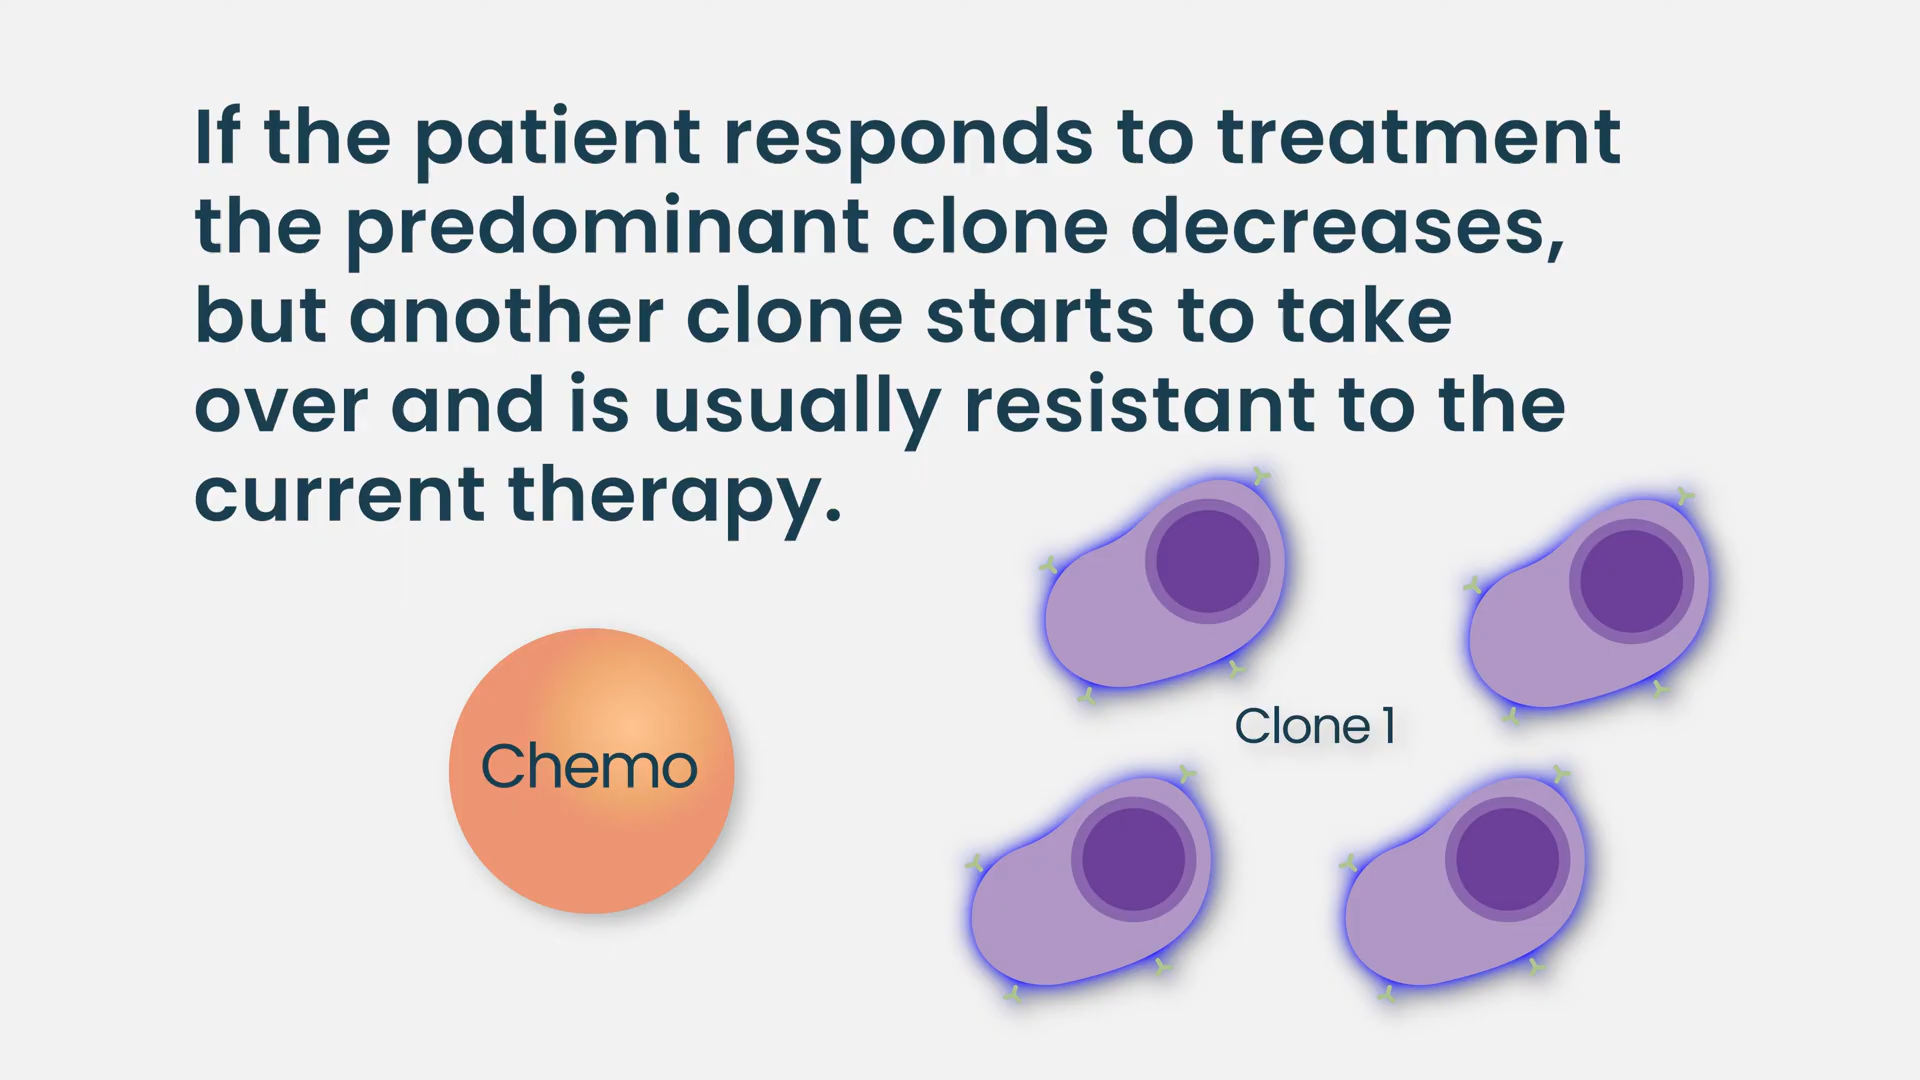 If the patient responds to treatment
the predominant clone decreases,
but another clone starts to take
over and is usually resistant to the
current therapy.
Clone 1
Chemo